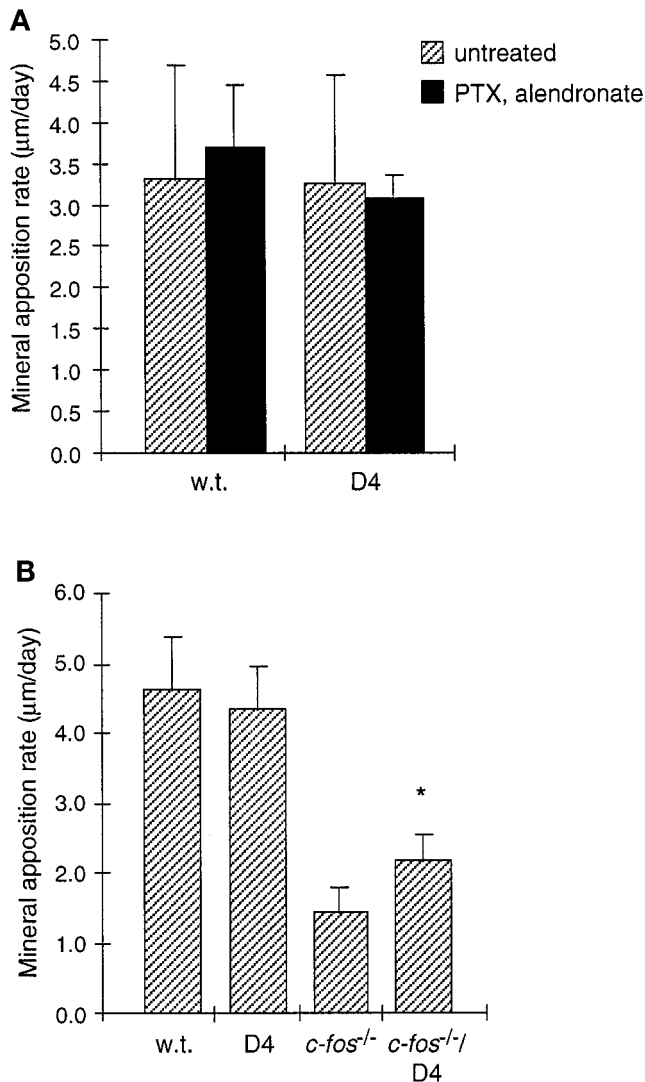 A
Mineral apposition rate (μm/day)
5.0
4.5
4.0
3.5
3.0
2.5
2.0
1.5
1.0
0.5
0.0
untreated
PTX, alendronate
w.t.
D4
B
Mineral apposition rate (μm/day)
6.0
5.0
4.0
3.0
2.0
1.0
0.0
*
w.t.
D4
c-fos-/-
c-fos-/-/
D4